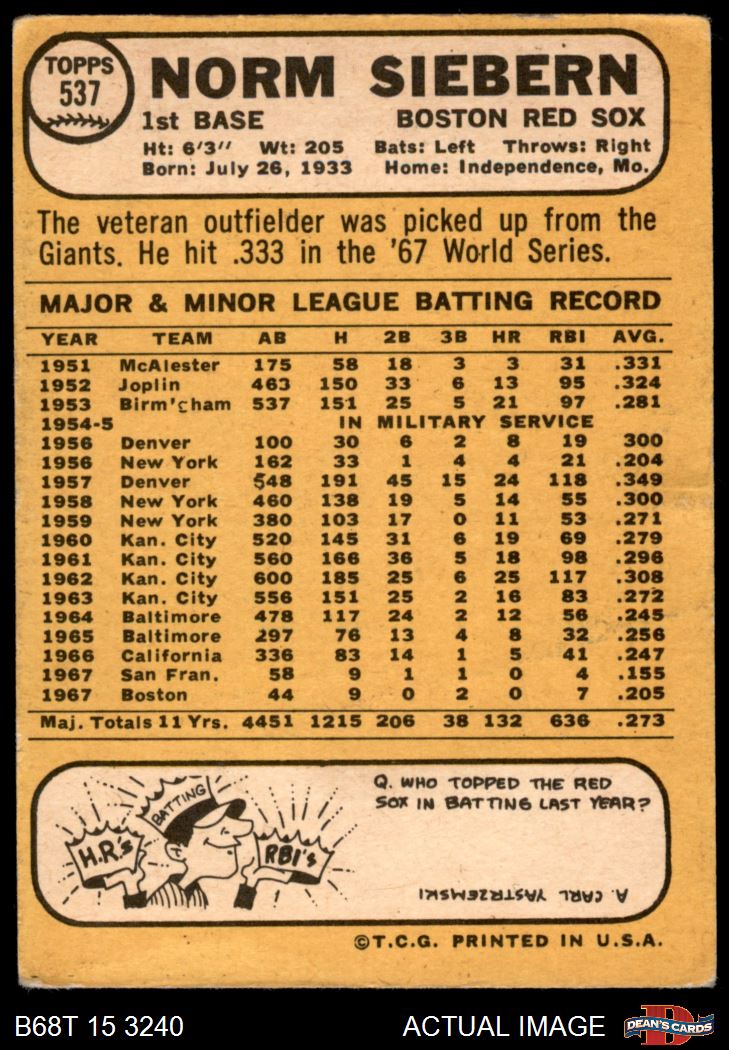 TOPPS
537
NORM SIEBERN
1st BASE BOSTON RED SOX
Ht: 6'3" Wt: 205 Bats: Left Throws: Right
Born: July 26, 1933 Home: Independence, Mo.
The veteran outfielder was picked up from the
Giants. He hit .333 in the '67 World Series.
MAJOR & MINOR LEAGUE BATTING RECORD
YEAR TEAM AB H 2B 3B HR RBI AVG.
1951 McAlester 175 58 18 3 3 31 .331
1952 Joplin 463 150 33 6 13 95 .324
1953 Birm'gham 537 151 25 5 21 97 .281
1954-5 IN MILITARY SERVICE
1956 Denver 100 30 6 2 8 19 300
1956 New York 162 33 1 4 4 21 .204
1957 Denver 548 191 45 15 24 118 .349
1958 New York 460 138 19 5 14 55 .300
1959 New York 380 103 17 0 11 53 .271
1960 Kan. City 520 145 31 6 19 69 .279
1961 Kan. City 560 166 36 5 18 98 .296
1962 Kan. City 600 185 25 6 25 117 .308
1963 Kan. City 556 151 25 2 16 83 .272
1964 Baltimore 478 117 24 2 12 56 .245
1965 Baltimore 297 76 13 4 8 32 .256
1966 California 336 83 14 1 5 41 .247
1967 San Fran. 58 9 1 1 0 4 .155
1967 Boston 44 9 0 2 0 7 .205
Maj. Totals 11 Yrs. 4451 1215 206 38 132 636 .273
BATTING
H.R.'s
RBI's
Q. WHO TOPPED THE RED
SOX IN BATTING LAST YEAR?
A. CARL YASTRZEMSKI
©T.C.G. PRINTED IN U.S.A.
B68T 15 3240 ACTUAL IMAGE
D
DEAN'S CARDS